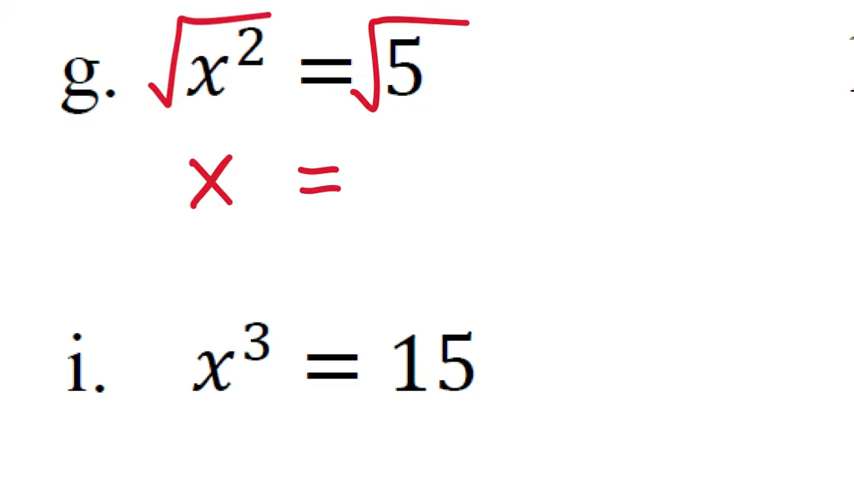 g. √x² = √5
x =
i. x³ = 15